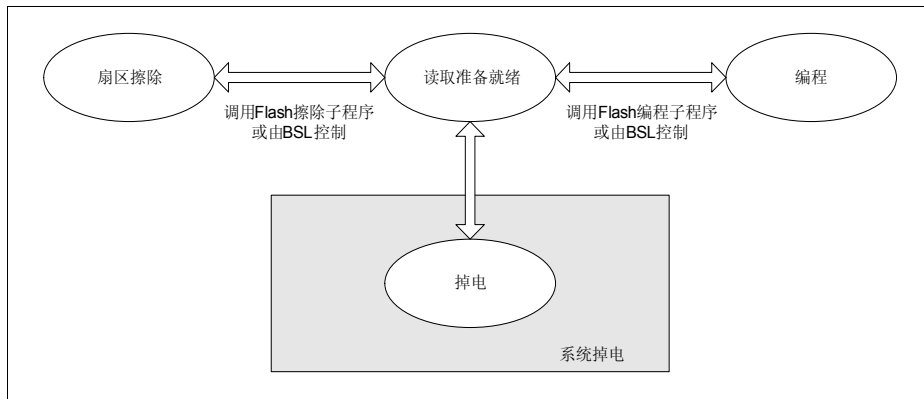 扇区擦除
读取准备就绪
编程
调用Flash擦除子程序
或由BSL控制
调用Flash编程子程序
或由BSL控制
掉电
系统掉电